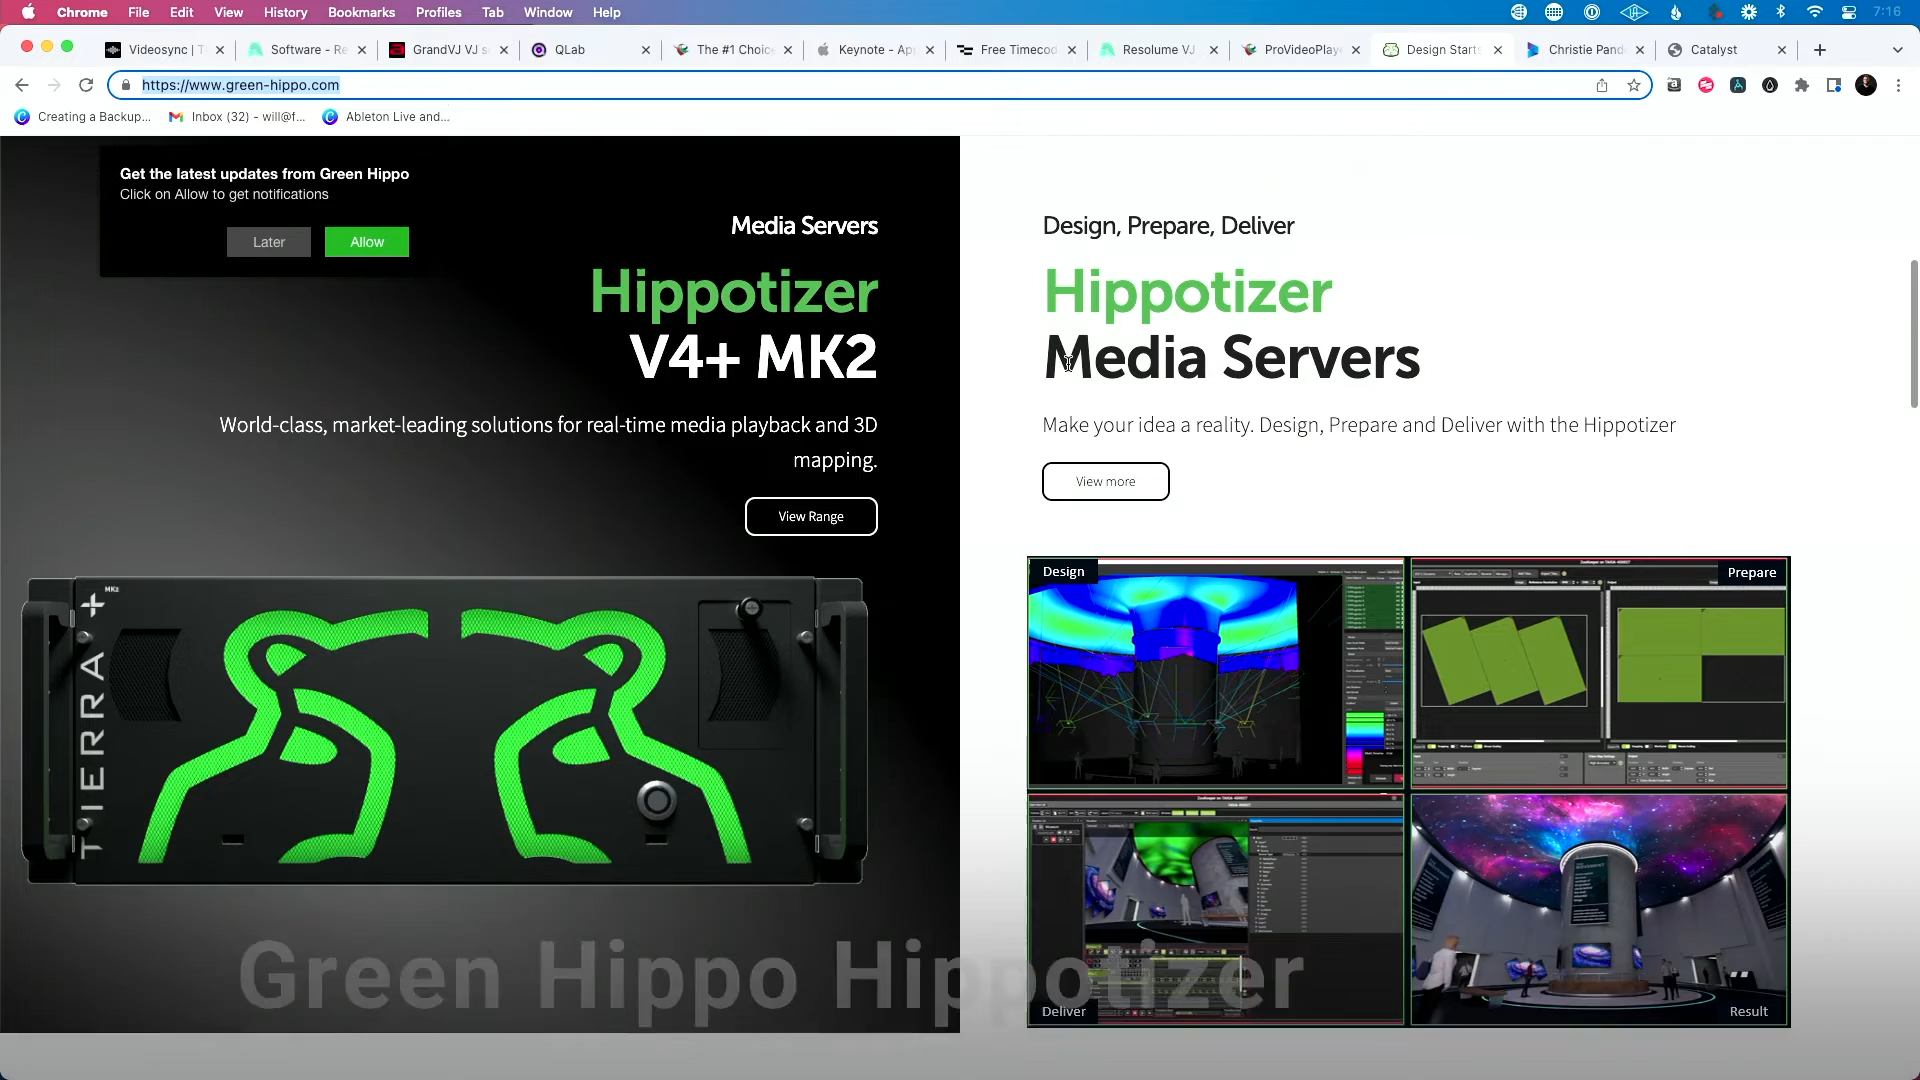 Chrome File Edit View History Bookmarks Profiles Tab Window Help 7:16
Videosync | T Software - Re GrandVJ VJ s QLab The #1 Choice Keynote - App Free Timecod Resolume VJ ProVideoPlaye Design Starts Christie Pand Catalyst
https://www.green-hippo.com
Creating a Backup... Inbox (32) - will@f... Ableton Live and...
Get the latest updates from Green Hippo
Click on Allow to get notifications
Later Allow
Media Servers
Hippotizer
V4+ MK2
World-class, market-leading solutions for real-time media playback and 3D
mapping.
View Range
MK2
TIERRA
Design, Prepare, Deliver
Hippotizer
Media Servers
Make your idea a reality. Design, Prepare and Deliver with the Hippotizer
View more
Design
Prepare
Deliver
Result
Green Hippo Hippotizer